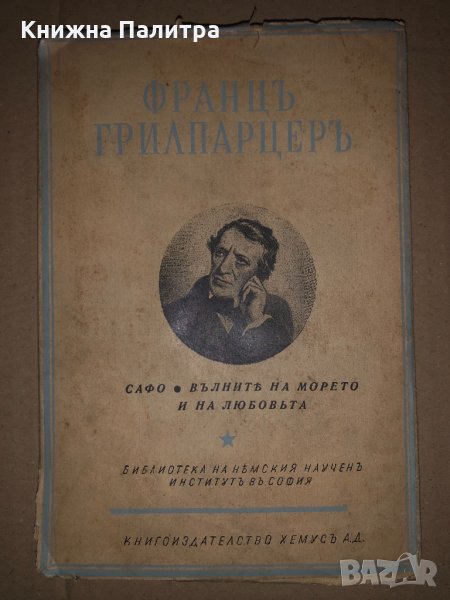 Книжна Палитра
ФРАНЦЪ
ГРИЛПАРЦЕРЪ
САФО • ВЪЛНИТѢ НА МОРЕТО
И НА ЛЮБОВЬТА
БИБЛИОТЕКА НА НѢМСКИЯ НАУЧЕНЪ
ИНСТИТУТЪ ВЪ СОФИЯ
КНИГОИЗДАТЕЛСТВО ХЕМУСЪ А.Д.
BAZAR